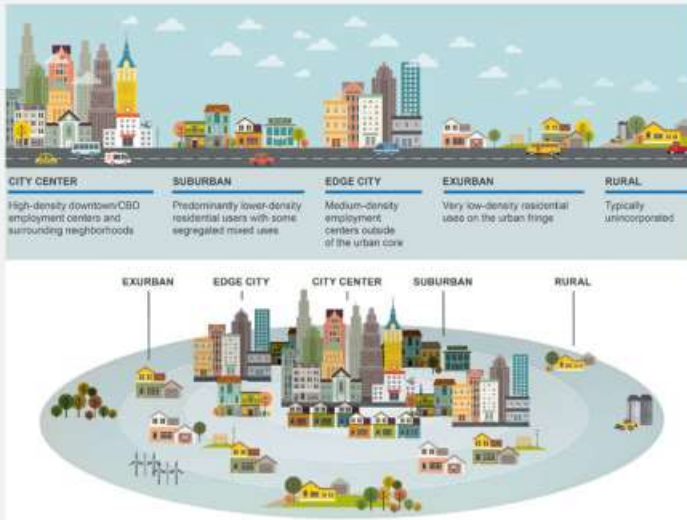 CITY CENTER
High-density downtown/CBD
employment centers and
surrounding neighborhoods
SUBURBAN
Predominantly lower-density
residential users with some
segregated mixed uses
EDGE CITY
Medium-density
employment
centers outside
of the urban core
EXURBAN
Very low-density residential
uses on the urban fringe
RURAL
Typically
unincorporated
EXURBAN EDGE CITY CITY CENTER SUBURBAN RURAL